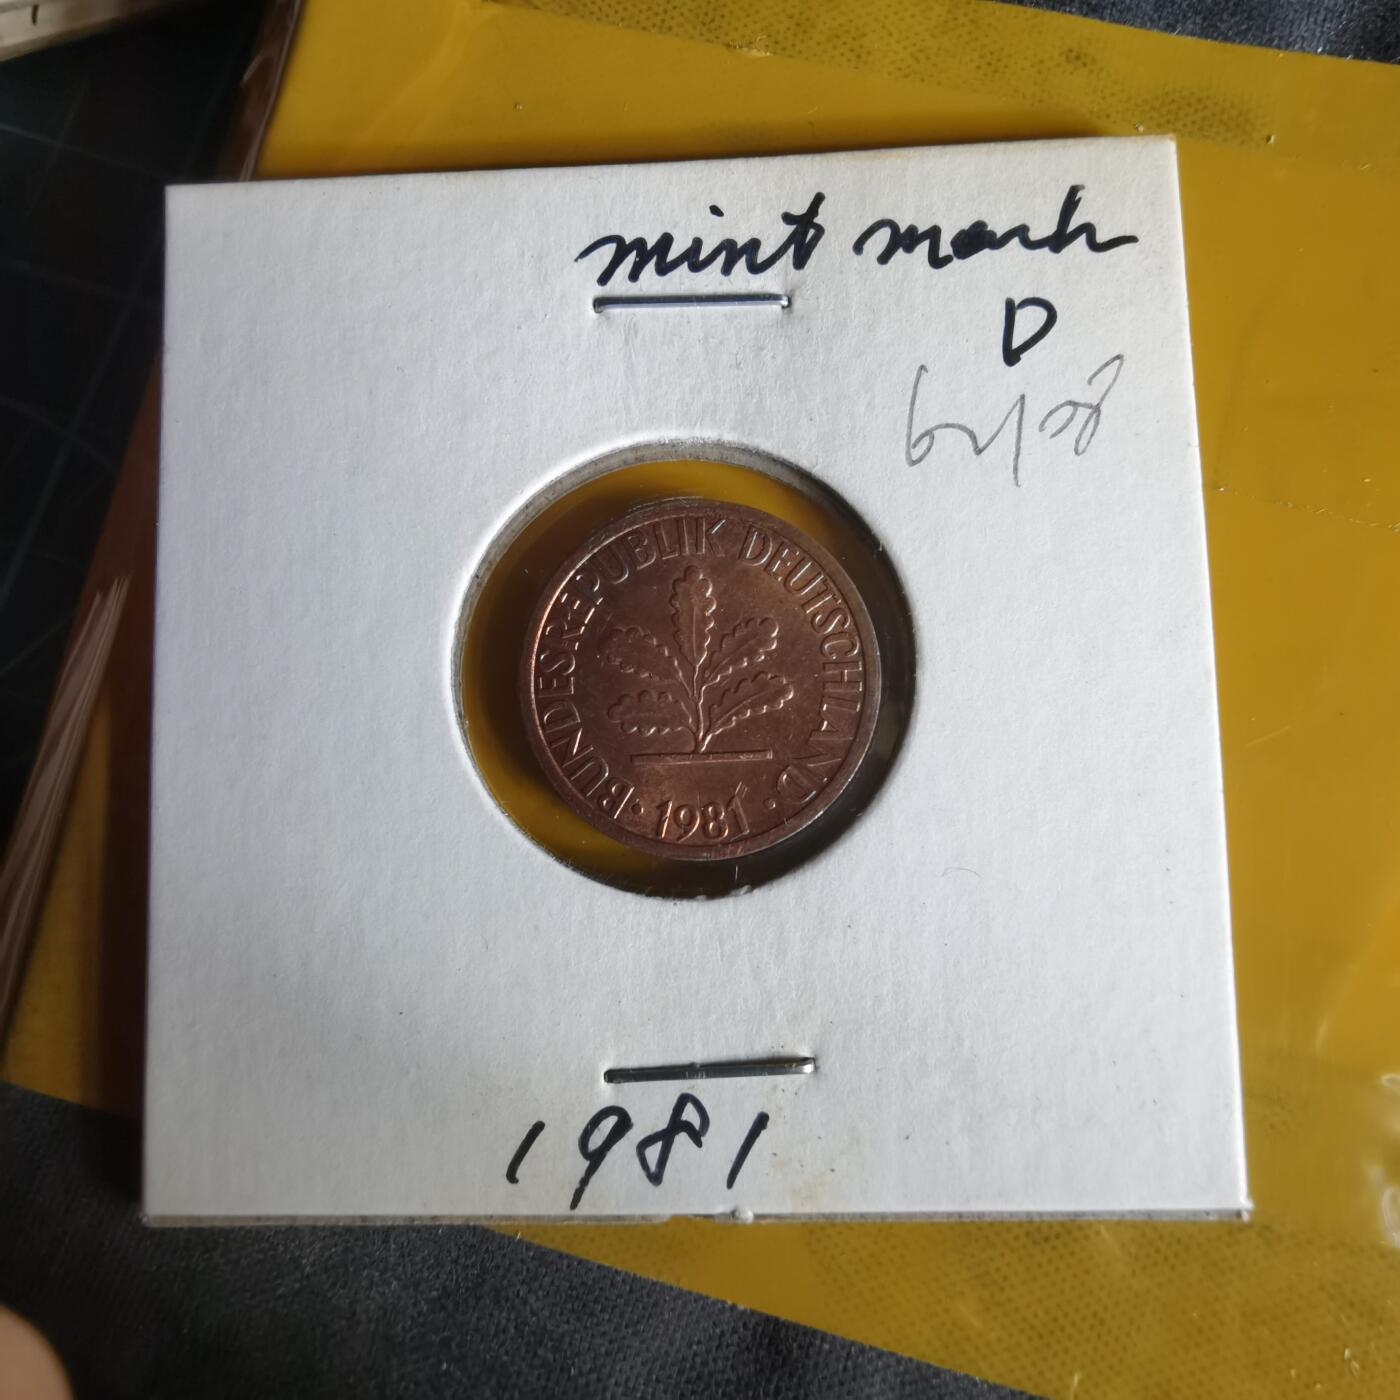 mint mark
D
BUNDESREPUBLIK DEUTSCHLAND
1981
1981